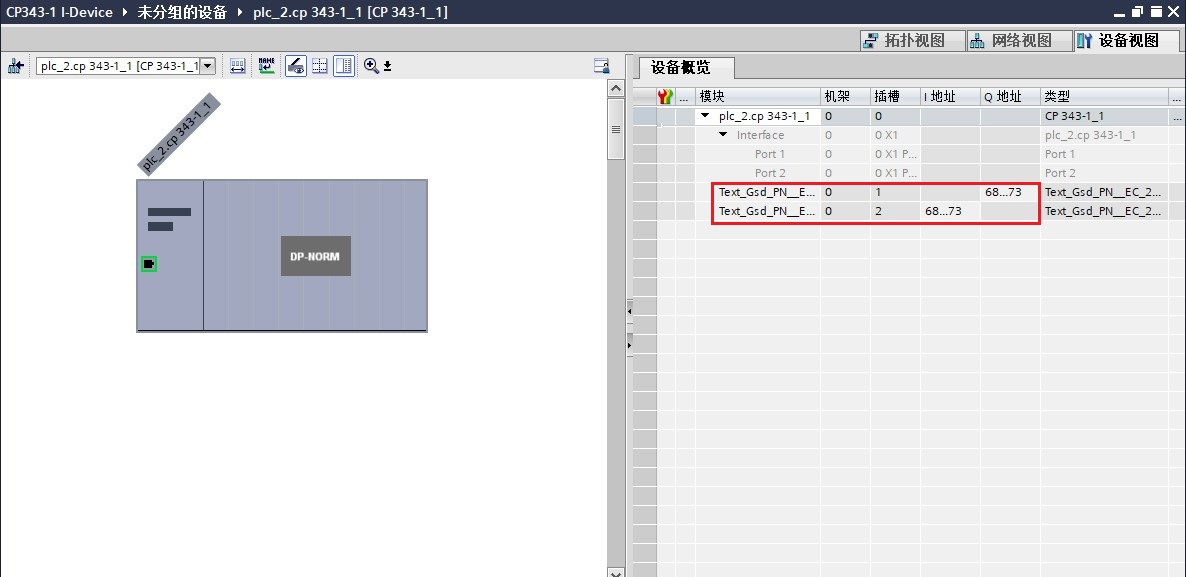 CP343-1 I-Device ▸ 未分组的设备 ▸ plc_2.cp 343-1_1 [CP 343-1_1]
拓扑视图 网络视图 设备视图
plc_2.cp 343-1_1 [CP 343-1_1
设备概览
... 模块 机架 插槽 I 地址 Q 地址 类型 ...
plc_2.cp 343-1_1 0 0 CP 343-1_1 ...
Interface 0 0 X1 plc_2.cp 343-1_1
Port 1 0 0 X1 P... Port 1
Port 2 0 0 X1 P... Port 2
Text_Gsd_PN__E... 0 1 68...73 Text_Gsd_PN__EC_2...
Text_Gsd_PN__E... 0 2 68...73 Text_Gsd_PN__EC_2...
plc_2.cp 343-1_1
DP-NORM